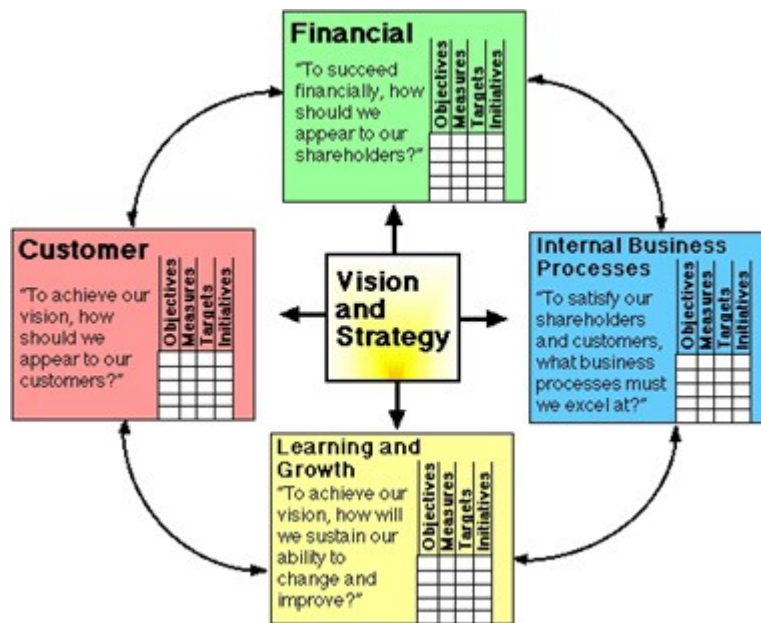 Financial
"To succeed
financially, how
should we
appear to our
shareholders?"
Objectives
Measures
Targets
Initiatives
Customer
"To achieve our
vision, how
should we
appear to our
customers?"
Objectives
Measures
Targets
Initiatives
Vision
and
Strategy
Internal Business
Processes
"To satisfy our
shareholders
and customers,
what business
processes must
we excel at?"
Objectives
Measures
Targets
Initiatives
Learning and
Growth
"To achieve our
vision, how will
we sustain our
ability to
change and
improve?"
Objectives
Measures
Targets
Initiatives